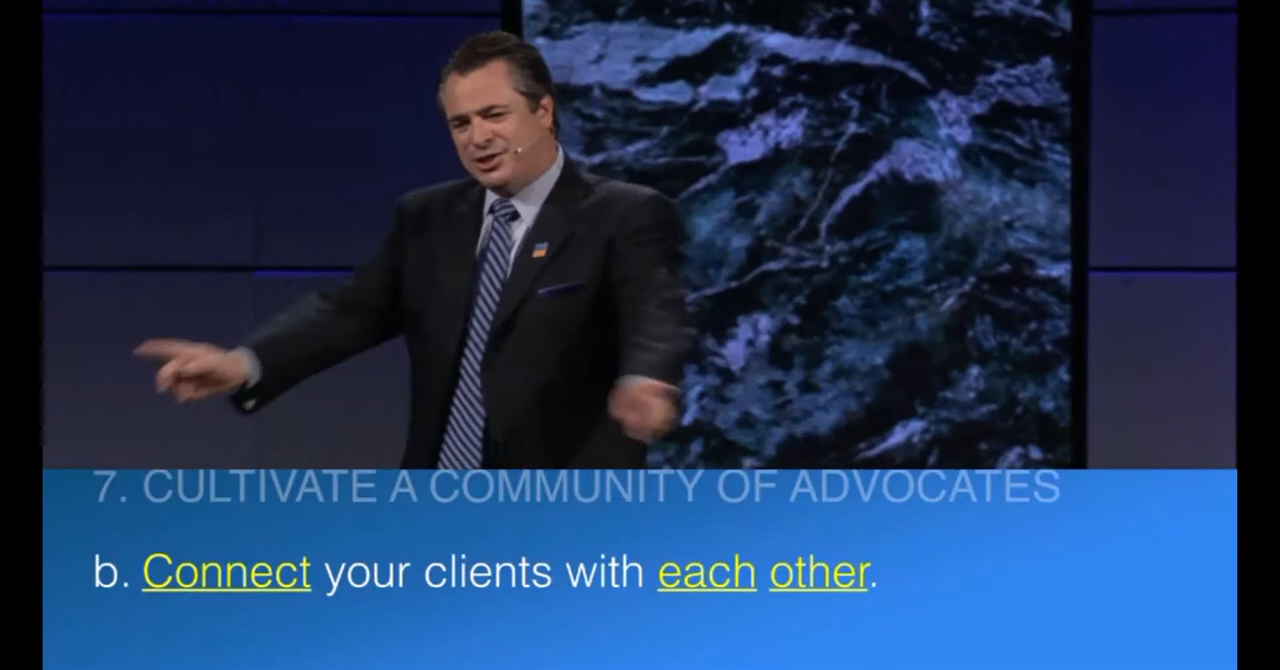 7. CULTIVATE A COMMUNITY OF ADVOCATES
b. Connect your clients with each other.